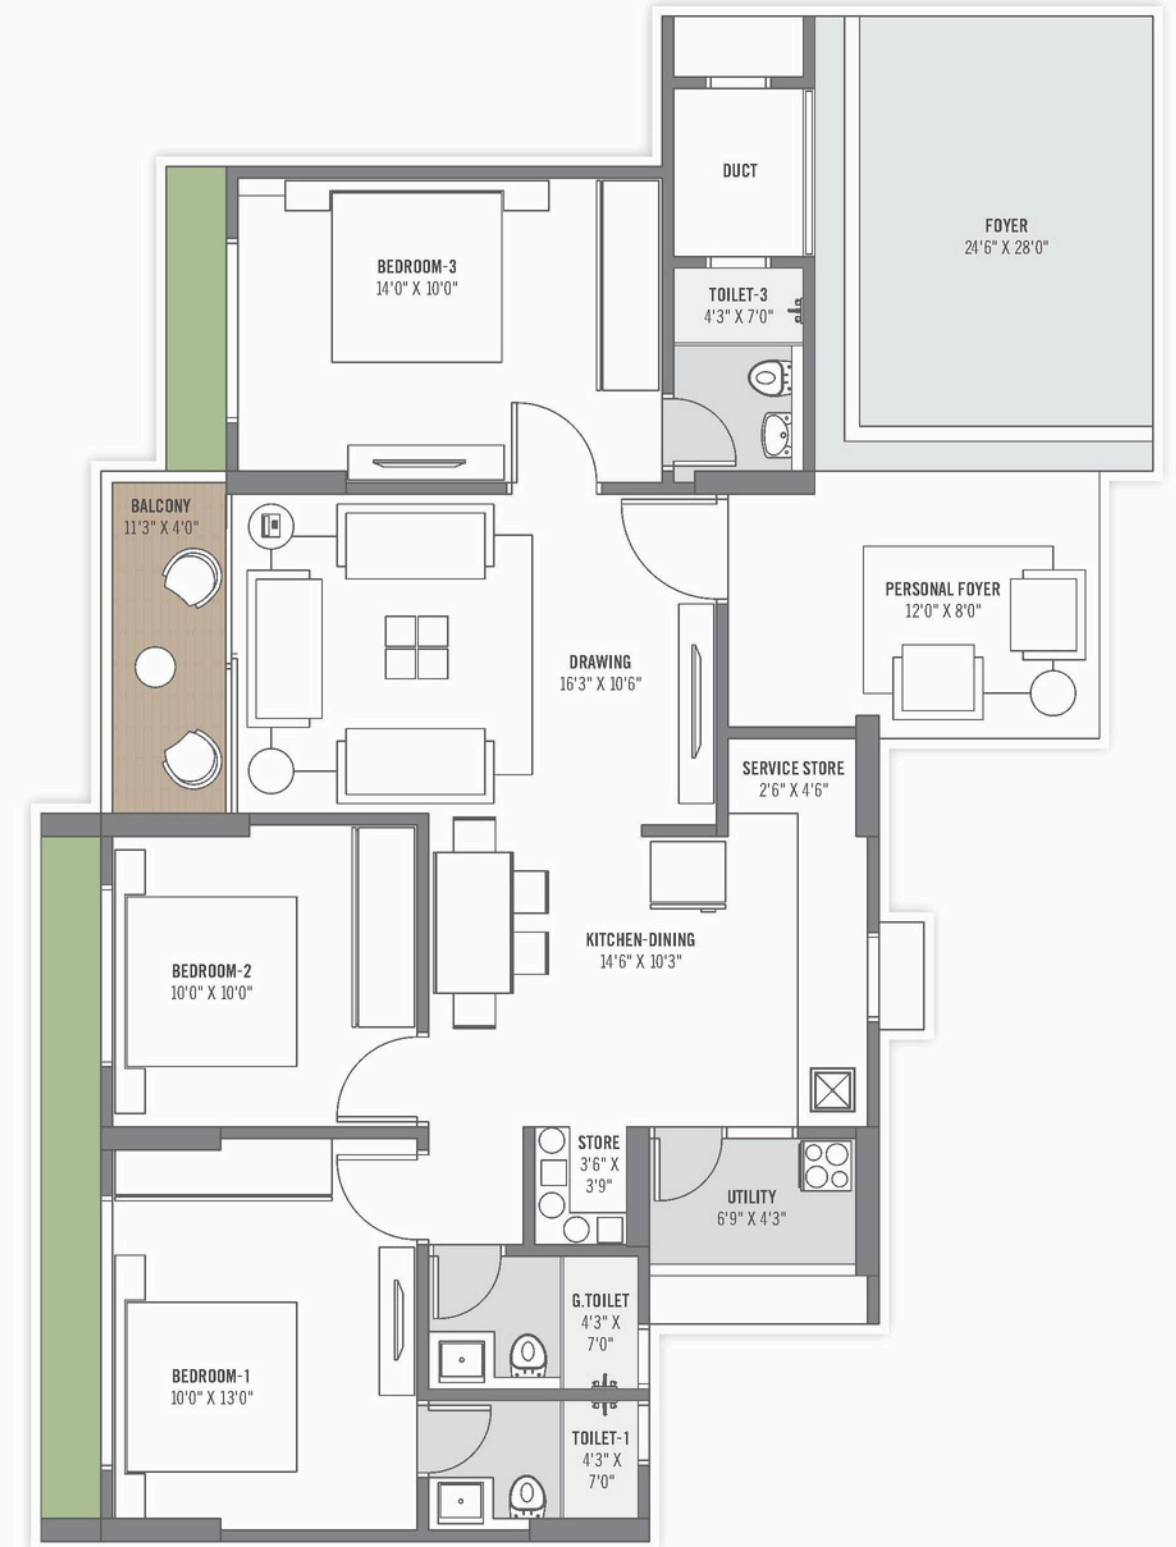 DUCT
FOYER
24'6" X 28'0"
BEDROOM-3
14'0" X 10'0"
TOILET-3
4'3" X 7'0"
BALCONY
11'3" X 4'0"
PERSONAL FOYER
12'0" X 8'0"
DRAWING
16'3" X 10'6"
SERVICE STORE
2'6" X 4'6"
KITCHEN-DINING
14'6" X 10'3"
BEDROOM-2
10'0" X 10'0"
STORE
3'6" X
3'9"
UTILITY
6'9" X 4'3"
G.TOILET
4'3" X
7'0"
BEDROOM-1
10'0" X 13'0"
TOILET-1
4'3" X
7'0"